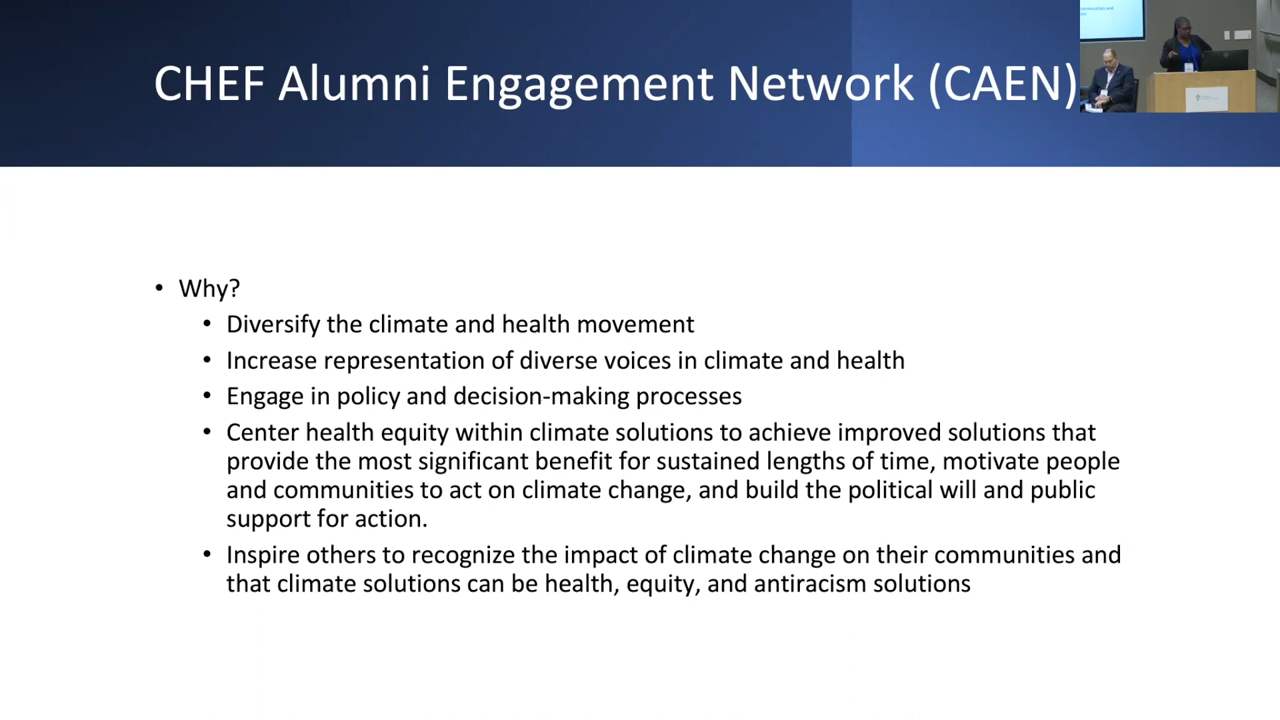 CHEF Alumni Engagement Network (CAEN)
• Why?
• Diversify the climate and health movement
• Increase representation of diverse voices in climate and health
• Engage in policy and decision-making processes
• Center health equity within climate solutions to achieve improved solutions that
provide the most significant benefit for sustained lengths of time, motivate people
and communities to act on climate change, and build the political will and public
support for action.
• Inspire others to recognize the impact of climate change on their communities and
that climate solutions can be health, equity, and antiracism solutions